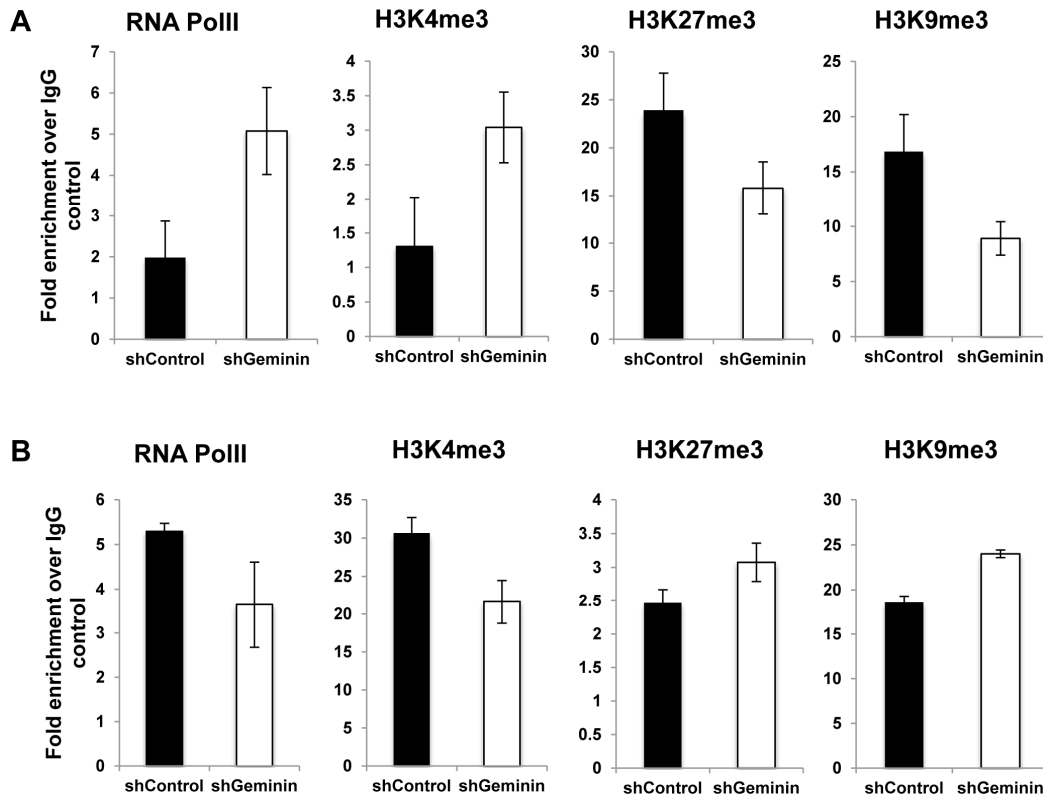 A
RNA PolII
H3K4me3
H3K27me3
H3K9me3
Fold enrichment over IgG
control
7
6
5
4
3
2
1
0
shControl
shGeminin
4
3.5
3
2.5
2
1.5
1
0.5
0
shControl
shGeminin
30
25
20
15
10
5
0
shControl
shGeminin
25
20
15
10
5
0
shControl
shGeminin
B
RNA PolII
H3K4me3
H3K27me3
H3K9me3
Fold enrichment over IgG
control
6
5
4
3
2
1
0
shControl
shGeminin
35
30
25
20
25
30
10
5
0
shControl
shGeminin
4
3.5
3
2.5
2
1.5
1
0.5
0
shControl
shGeminin
30
25
20
15
10
5
0
shControl
shGeminin